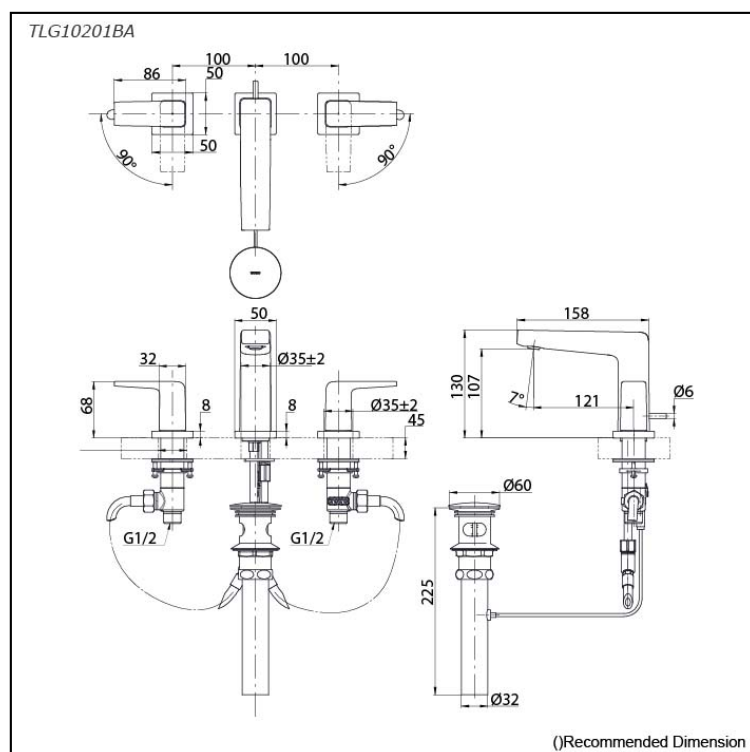 TLG10201BA
100 100
86 50
50
90° 90°
50 158
32 Ø35±2
68 8 8 Ø35±2 45
130 107 7° 121 Ø6
G1/2 G1/2
Ø60
225
Ø32
()Recommended Dimension